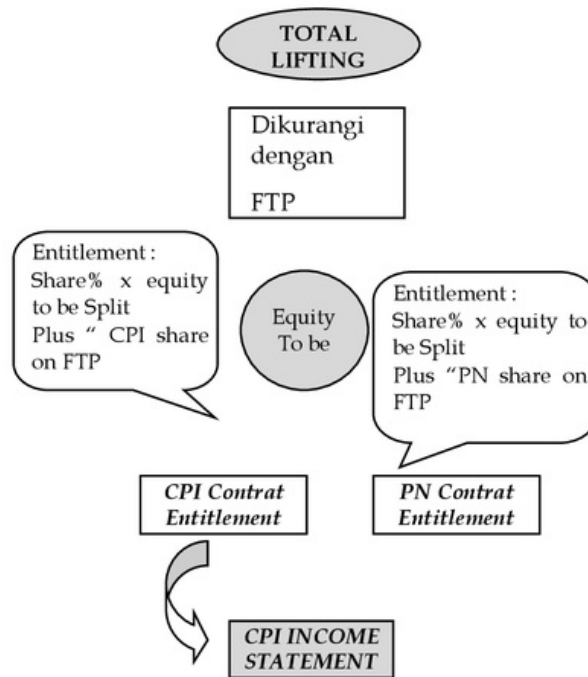 TOTAL
LIFTING
Dikurangi
dengan
FTP
Entitlement :
Share% x equity
to be Split
Plus “ CPI share
on FTP
Equity
To be
Entitlement :
Share% x equity to
be Split
Plus “PN share on
FTP
CPI Contrat
Entitlement
PN Contrat
Entitlement
CPI INCOME
STATEMENT